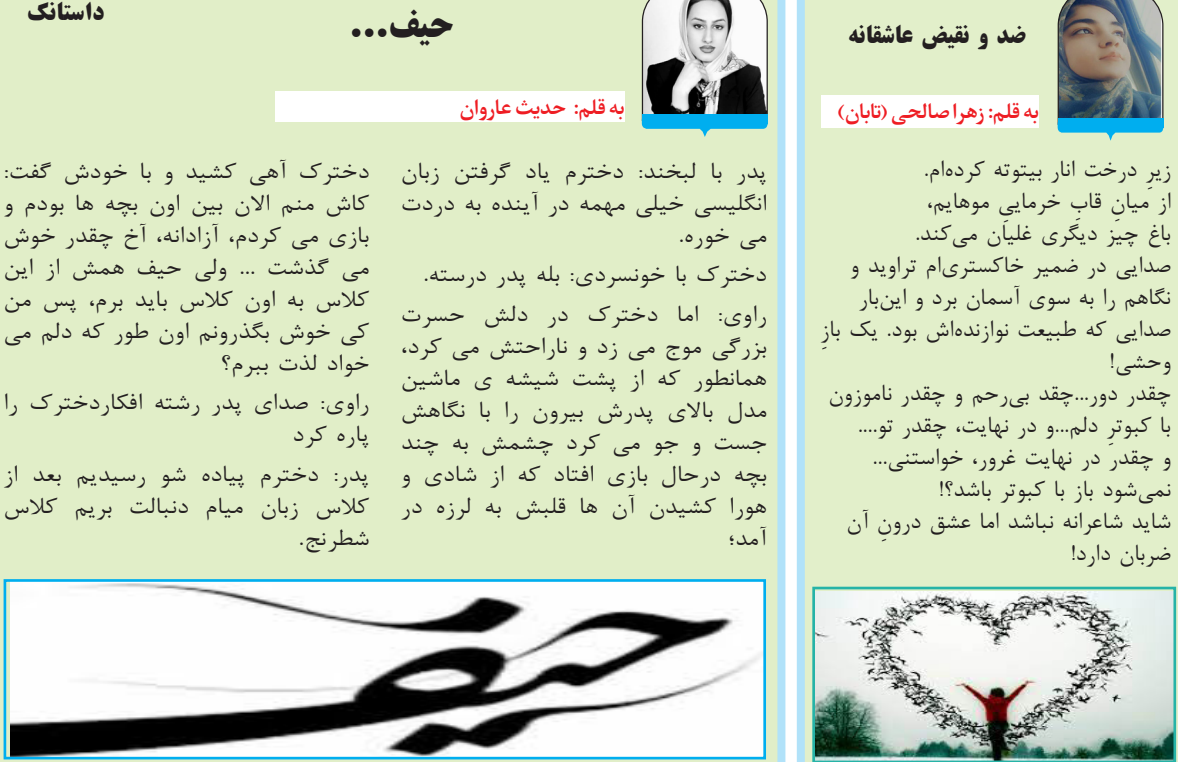 ضد و نقیض عاشقانه
به قلم: زهرا صالحی (تابان)
زیرِ درخت انار بیتوته کرده‌ام.
از میانِ قابِ خرماییِ موهایم،
باغ چیز دیگری غلیان می‌کند.
صدایی در ضمیر خاکستری‌ام تراوید و
نگاهم را به سوی آسمان برد و این‌بار
صدایی که طبیعت نوازنده‌اش بود. یک بازِ
وحشی!
چقدر دور...چقد بی‌رحم و چقدر ناموزون
با کبوترِ دلم...و در نهایت، چقدر تو....
و چقدر در نهایت غرور، خواستنی...
نمی‌شود باز با کبوتر باشد؟!
شاید شاعرانه نباشد اما عشق درونِ آن
ضربان دارد!
داستانک
حیف...
به قلم: حدیث عاروان
پدر با لبخند: دخترم یاد گرفتن زبان
انگلیسی خیلی مهمه در آینده به دردت
می خوره.
دخترک با خونسردی: بله پدر درسته.
راوی: اما دخترک در دلش حسرت
بزرگی موج می زد و ناراحتش می کرد،
همانطور که از پشت شیشه ی ماشین
مدل بالای پدرش بیرون را با نگاهش
جست و جو می کرد چشمش به چند
بچه درحال بازی افتاد که از شادی و
هورا کشیدن آن ها قلبش به لرزه در
آمد؛
دخترک آهی کشید و با خودش گفت:
کاش منم الان بین اون بچه ها بودم و
بازی می کردم، آزادانه، آخ چقدر خوش
می گذشت ... ولی حیف همش از این
کلاس به اون کلاس باید برم، پس من
کی خوش بگذرونم اون طور که دلم می
خواد لذت ببرم؟
راوی: صدای پدر رشته افکاردخترک را
پاره کرد
پدر: دخترم پیاده شو رسیدیم بعد از
کلاس زبان میام دنبالت بریم کلاس
شطرنج.
حیف